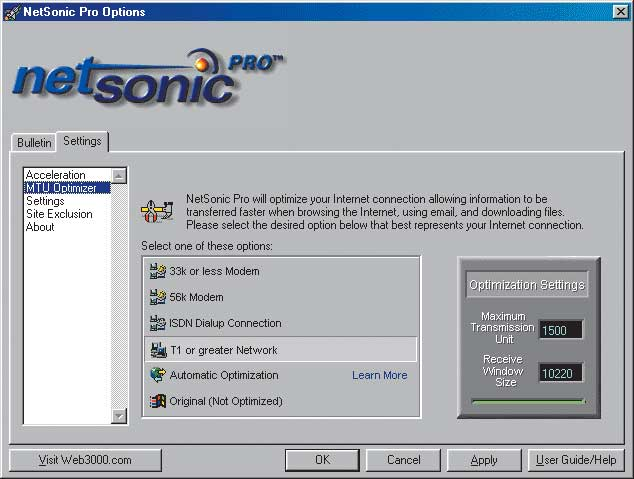 NetSonic Pro Options
netsonic PRO™
Bulletin
Settings
Acceleration
MTU Optimizer
Settings
Site Exclusion
About
NetSonic Pro will optimize your Internet connection allowing information to be
transferred faster when browsing the Internet, using email, and downloading files.
Please select the desired option below that best represents your Internet connection.
Select one of these options:
33k or less Modem
56k Modem
ISDN Dialup Connection
T1 or greater Network
Automatic Optimization Learn More
Original (Not Optimized)
Optimization Settings
Maximum
Transmission
Unit
1500
Receive
Window
Size
10220
Visit Web3000.com
OK
Cancel
Apply
User Guide/Help